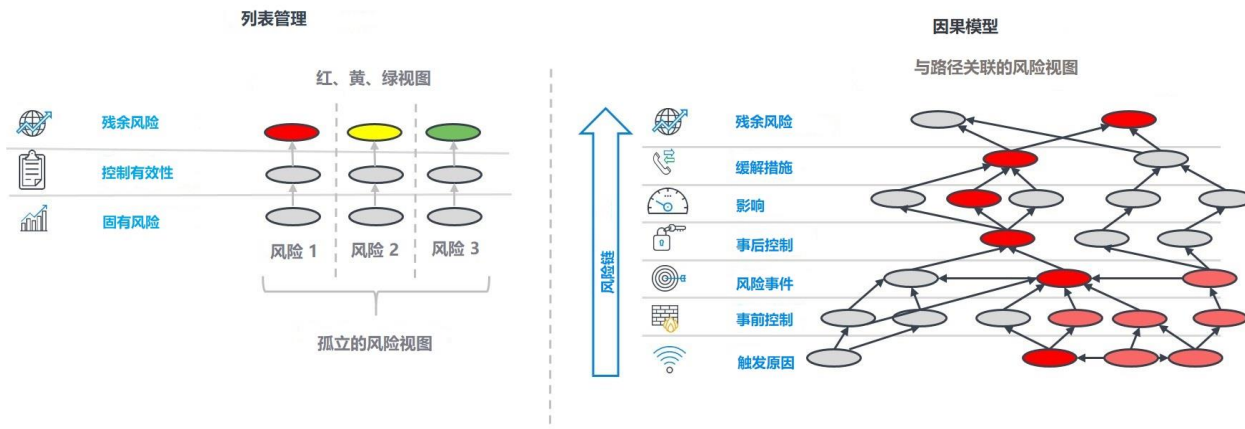 列表管理
红、黄、绿视图
残余风险
控制有效性
固有风险
风险 1
风险 2
风险 3
孤立的风险视图
因果模型
与路径关联的风险视图
风险链
残余风险
缓解措施
影响
事后控制
风险事件
事前控制
触发原因